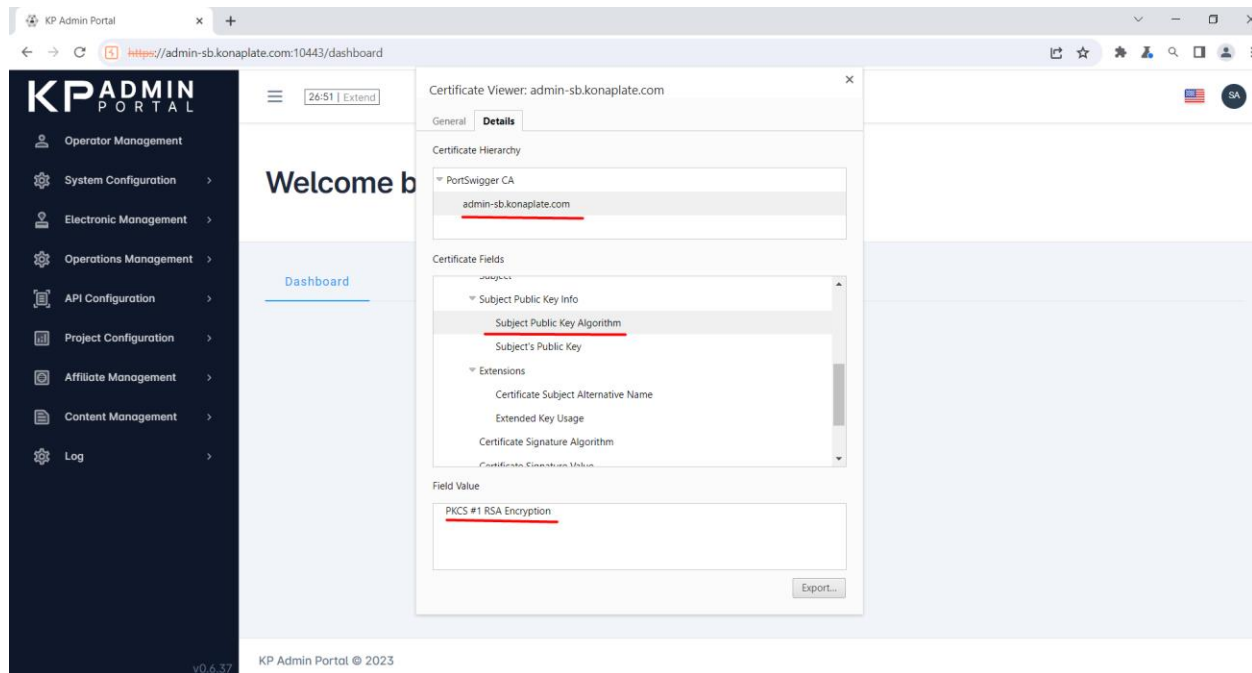 KP Admin Portal
https://admin-sb.konaplate.com:10443/dashboard
KP ADMIN
PORTAL
26:51 | Extend
SA
Operator Management
System Configuration
Electronic Management
Operations Management
API Configuration
Project Configuration
Affiliate Management
Content Management
Log
v0.6.37
Welcome b
Dashboard
Certificate Viewer: admin-sb.konaplate.com
General Details
Certificate Hierarchy
PortSwigger CA
admin-sb.konaplate.com
Certificate Fields
Subject
Subject Public Key Info
Subject Public Key Algorithm
Subject's Public Key
Extensions
Certificate Subject Alternative Name
Extended Key Usage
Certificate Signature Algorithm
Certificate Signature Value
Field Value
PKCS #1 RSA Encryption
Export...
KP Admin Portal © 2023